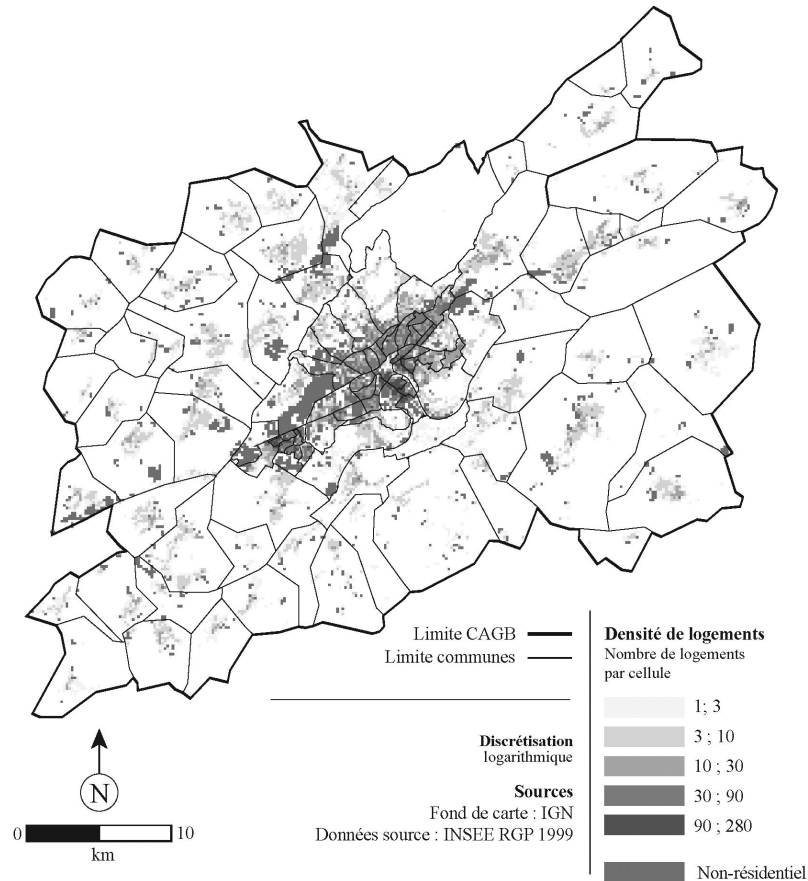 Limite CAGB
Limite communes
Discrétisation
logarithmique
Sources
Fond de carte : IGN
Données source : INSEE RGP 1999
N
0
10
km
Densité de logements
Nombre de logements
par cellule
1; 3
3 ; 10
10 ; 30
30 ; 90
90 ; 280
Non-résidentiel